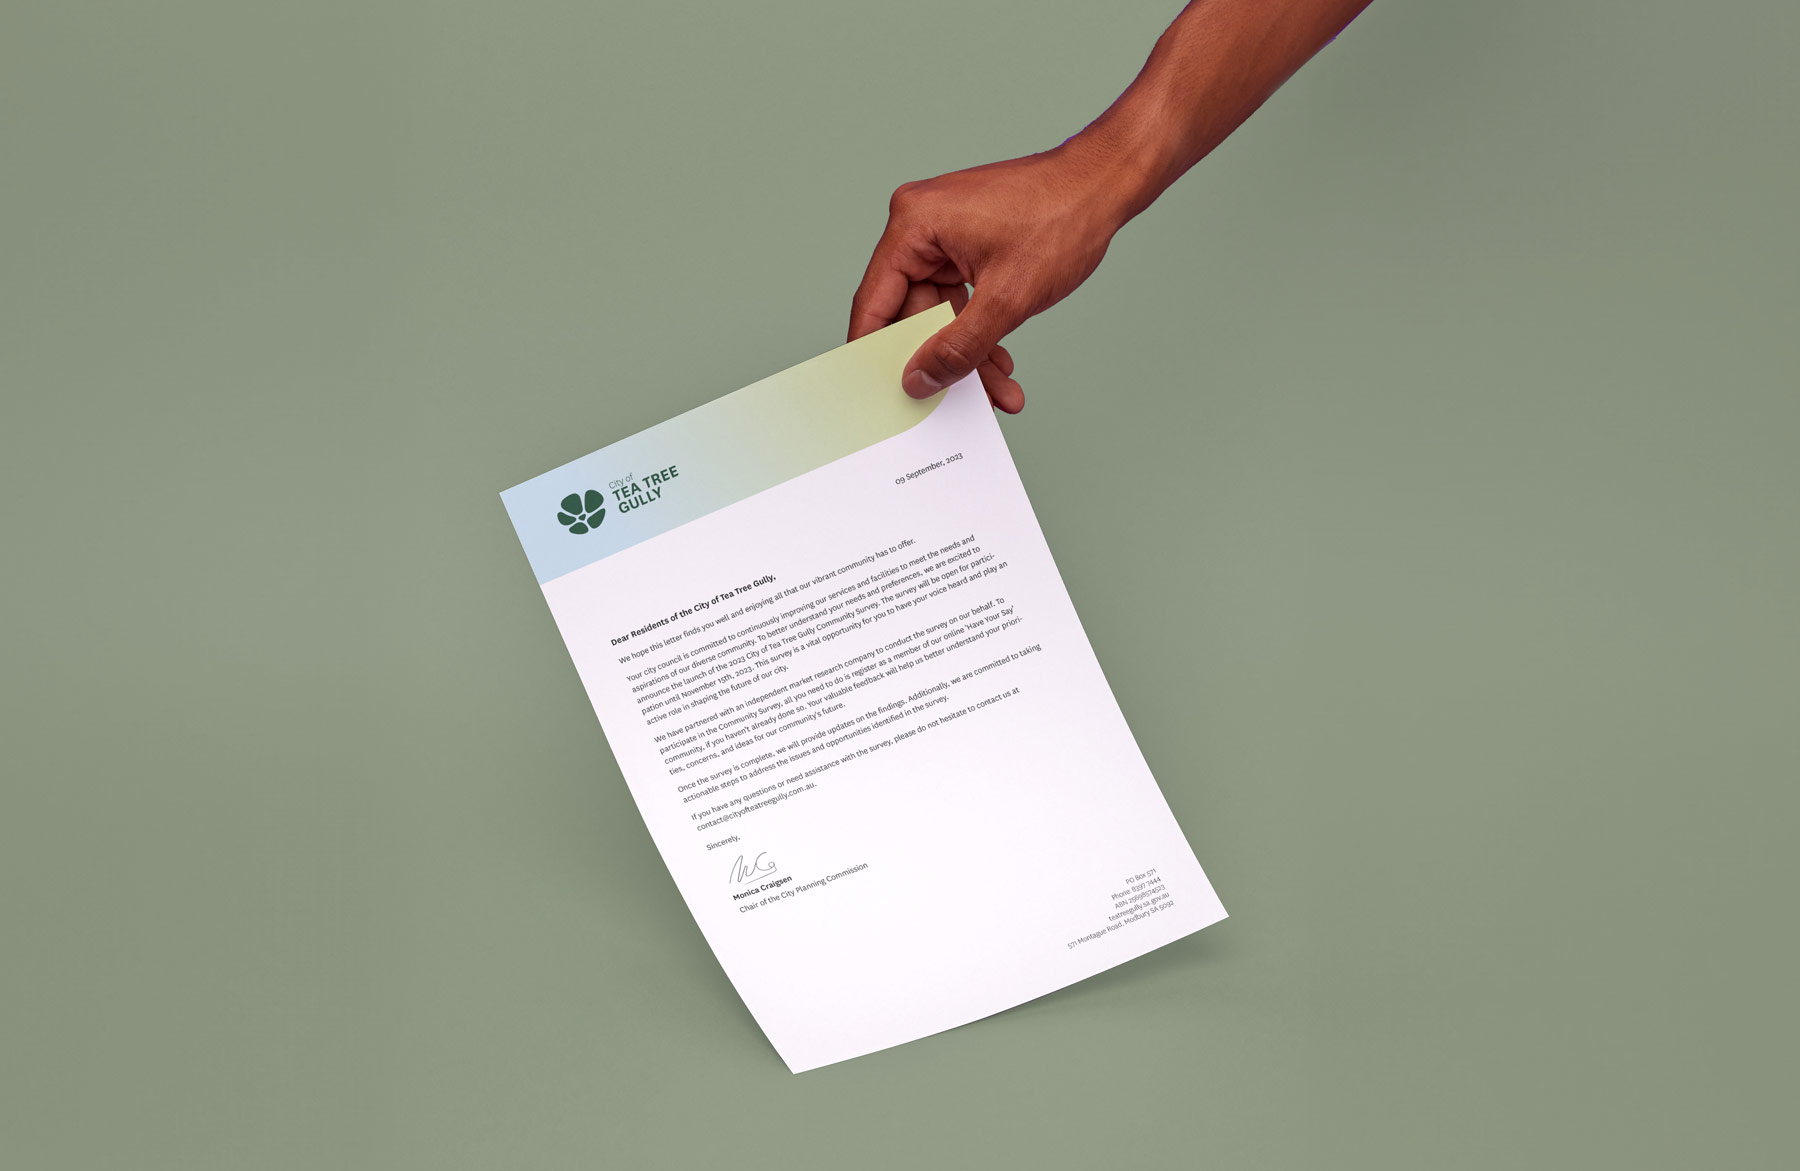 City of
TEA TREE
GULLY
09 September, 2023
Dear Residents of the City of Tea Tree Gully,
We hope this letter finds you well and enjoying all that our vibrant community has to offer.
Your city council is committed to continuously improving our services and facilities to meet the needs and
aspirations of our diverse community. To better understand your needs and preferences, we are excited to
announce the launch of the 2023 City of Tea Tree Gully Community Survey. The survey will be open for partici-
pation until November 15th, 2023. This survey is a vital opportunity for you to have your voice heard and play an
active role in shaping the future of our city.
We have partnered with an independent market research company to conduct the survey on our behalf. To
participate in the Community Survey, all you need to do is register as a member of our online 'Have Your Say'
community, if you haven't already done so. Your valuable feedback will help us better understand your priori-
ties, concerns, and ideas for our community's future.
Once the survey is complete, we will provide updates on the findings. Additionally, we are committed to taking
actionable steps to address the issues and opportunities identified in the survey.
If you have any questions or need assistance with the survey, please do not hesitate to contact us at
contact@cityofteatreegully.com.au.
Sincerely,
Monica Craigsen
Chair of the City Planning Commission
PO Box 571
Phone: 8397 7444
ABN 25698574523
teatreegully.sa.gov.au
571 Montague Road, Modbury SA 5092